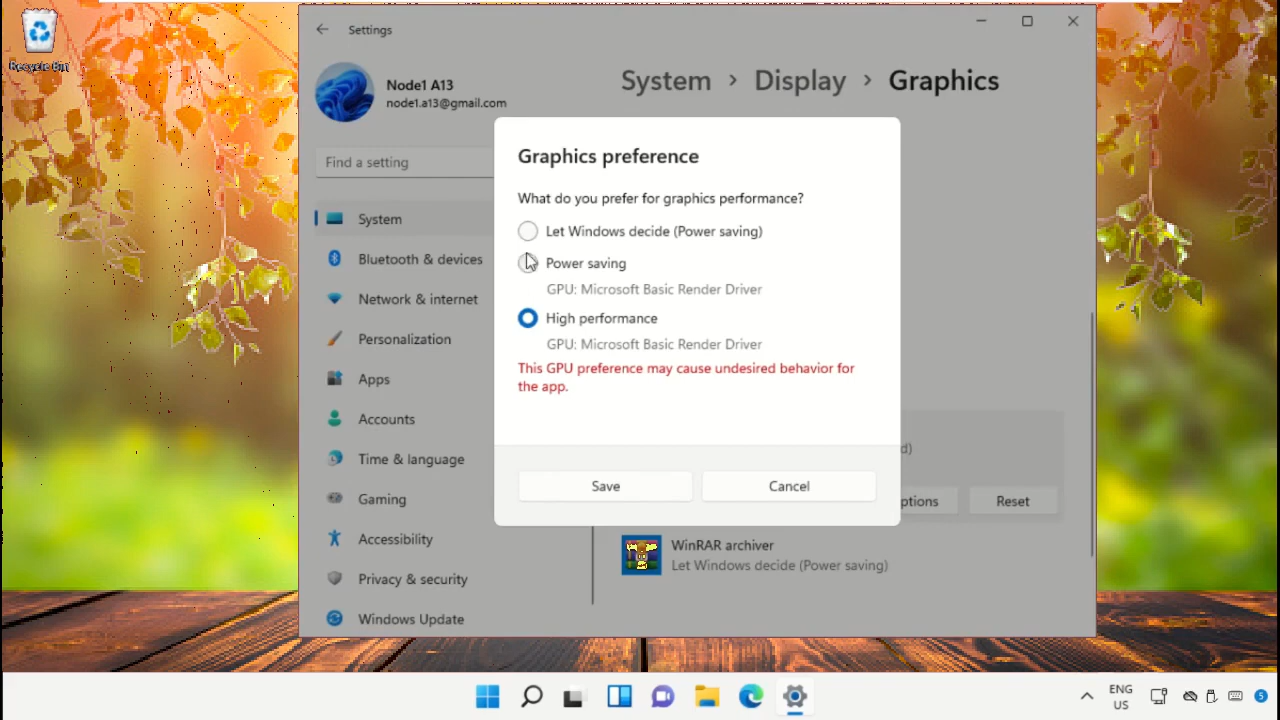 Recycle Bin
Settings
Node1 A13
node1.a13@gmail.com
Find a setting
System
Bluetooth & devices
Network & internet
Personalization
Apps
Accounts
Time & language
Gaming
Accessibility
Privacy & security
Windows Update
System > Display > Graphics
Graphics preference
What do you prefer for graphics performance?
Let Windows decide (Power saving)
Power saving
GPU: Microsoft Basic Render Driver
High performance
GPU: Microsoft Basic Render Driver
This GPU preference may cause undesired behavior for
the app.
Save Cancel
d)
ptions Reset
WinRAR archiver
Let Windows decide (Power saving)
ENG
US
5